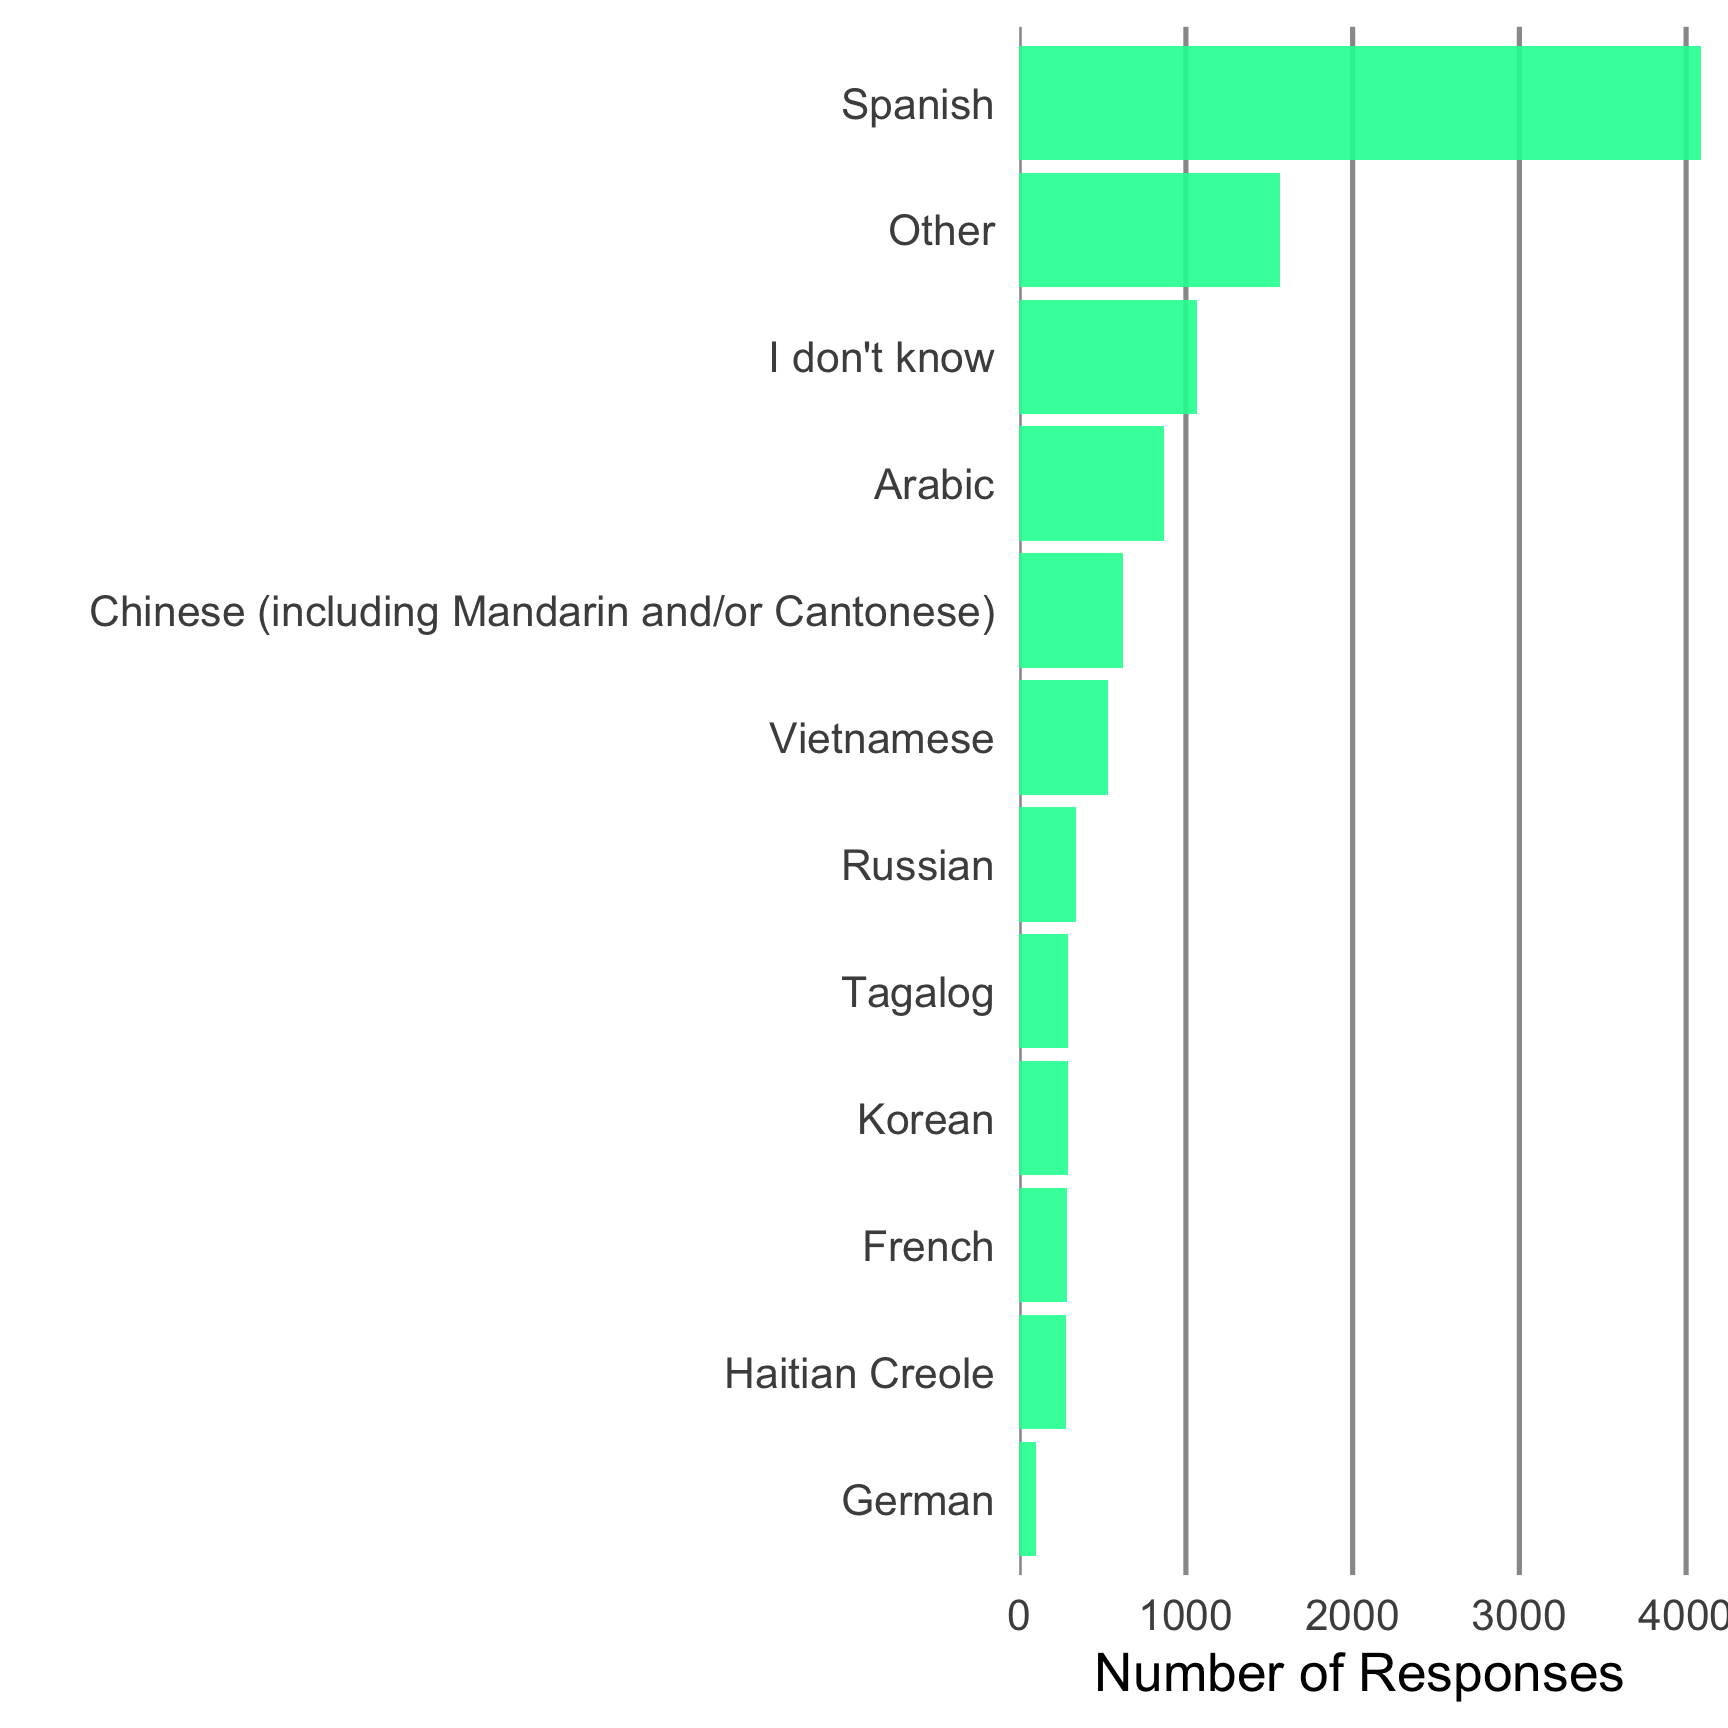 Spanish
Other
I don't know
Arabic
Chinese (including Mandarin and/or Cantonese)
Vietnamese
Russian
Tagalog
Korean
French
Haitian Creole
German
0 1000 2000 3000 4000
Number of Responses